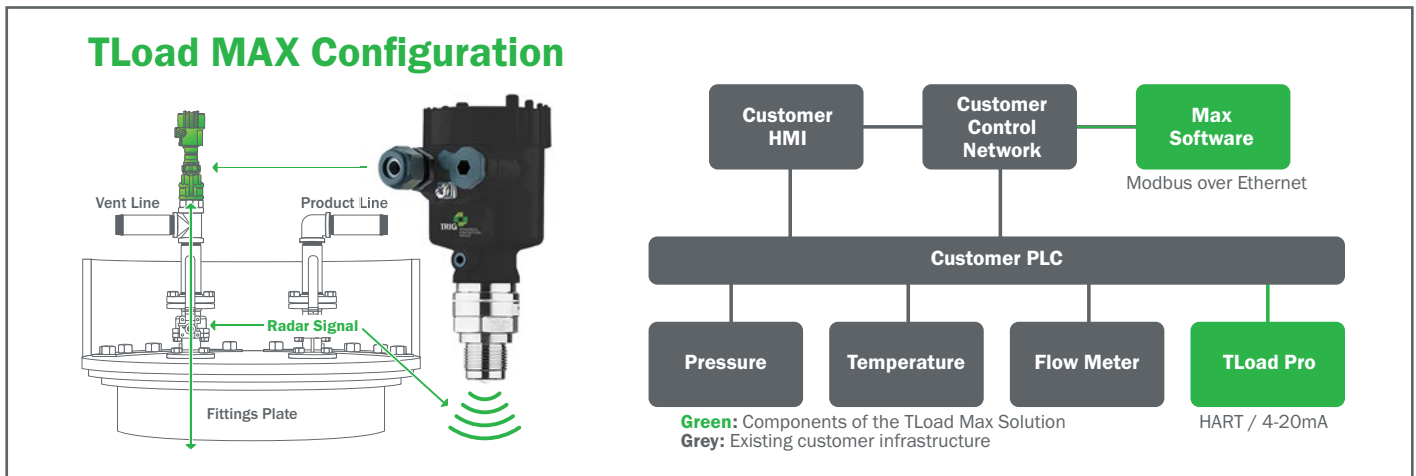 TLoad MAX Configuration
Vent Line
Product Line
TRIG
Radar Signal
Fittings Plate
Customer
HMI
Customer
Control
Network
Max
Software
Modbus over Ethernet
Customer PLC
Pressure
Temperature
Flow Meter
TLoad Pro
Green: Components of the TLoad Max Solution
Grey: Existing customer infrastructure
HART / 4-20mA